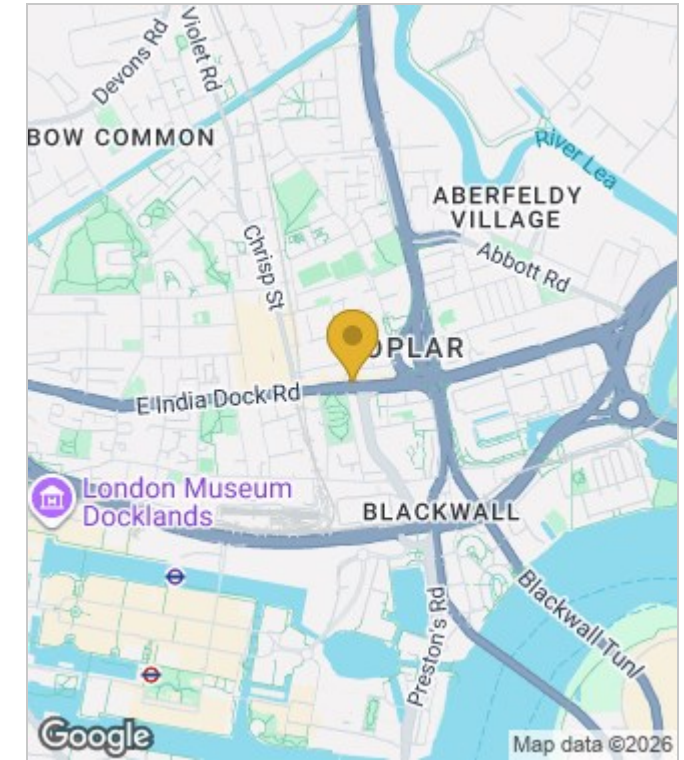 Devons Rd
Violet Rd
BOW COMMON
River Lea
ABERFELDY
VILLAGE
Abbott Rd
Chrisp St
OPLAR
E India Dock Rd
London Museum
Docklands
BLACKWALL
Preston's Rd
Blackwall Tunl
Google
Map data ©2026